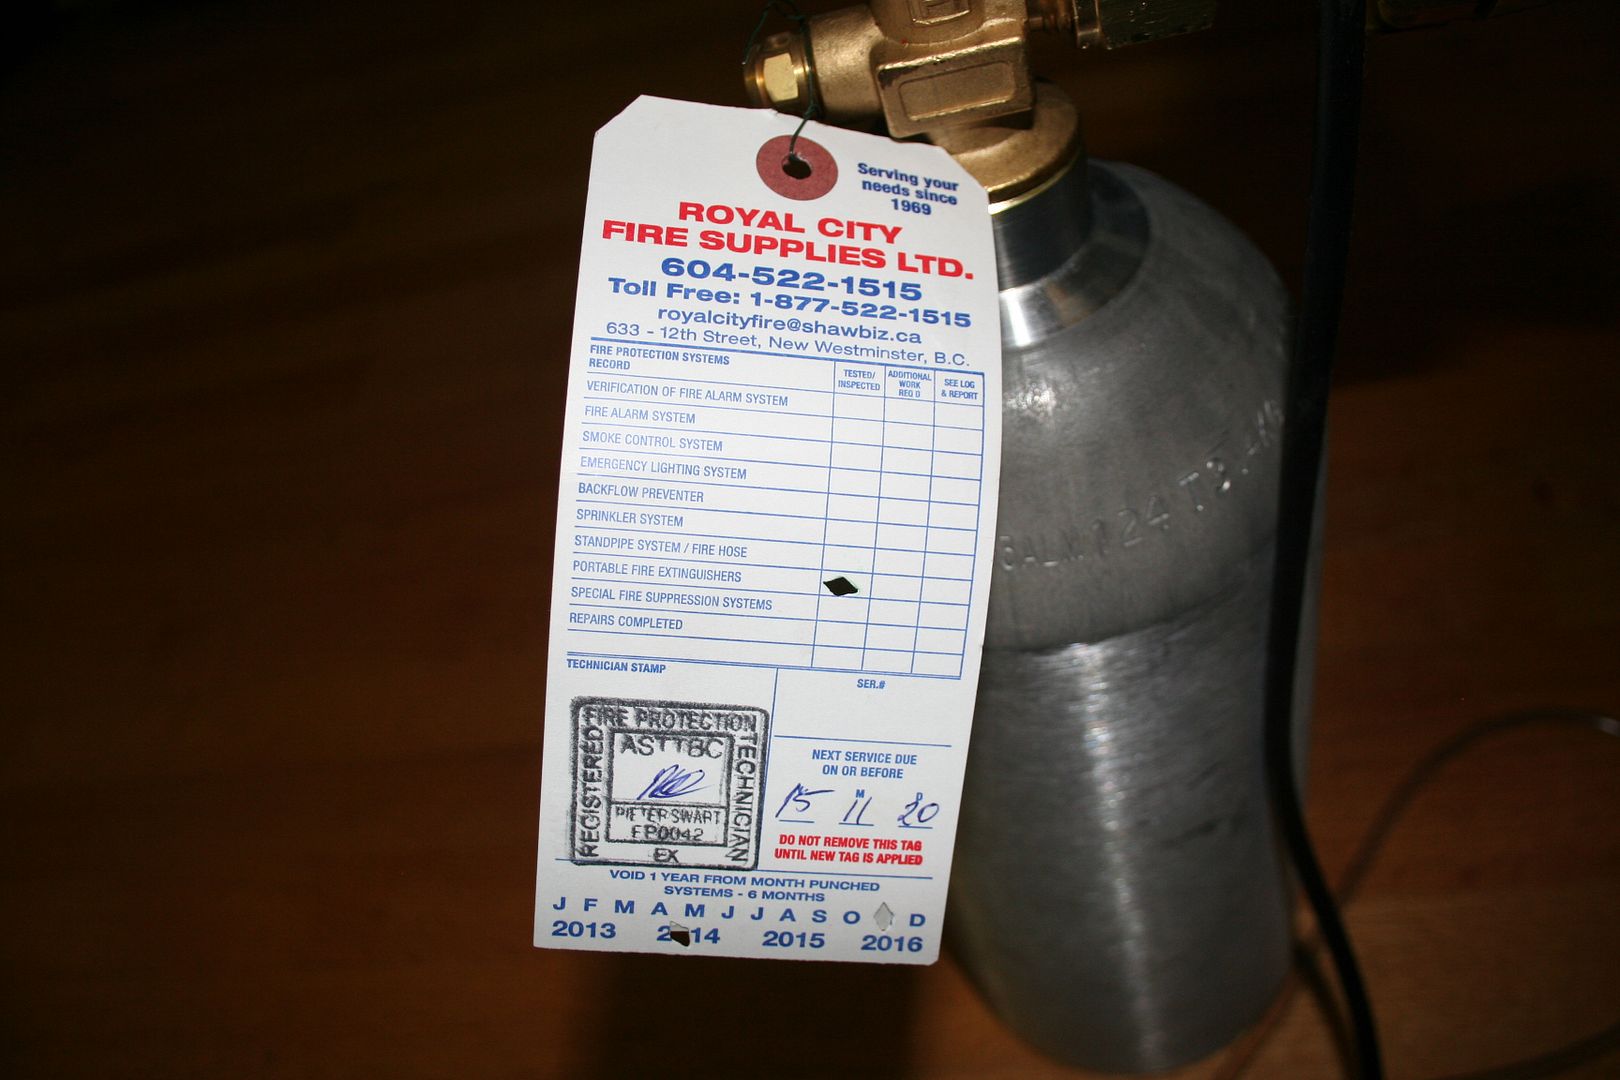 Serving your
needs since
1969
ROYAL CITY
FIRE SUPPLIES LTD.
604-522-1515
Toll Free: 1-877-522-1515
royalcityfire@shawbiz.ca
633 - 12th Street, New Westminster, B.C.
FIRE PROTECTION SYSTEMS
RECORD
TESTED/
INSPECTED
ADDITIONAL
WORK
REQ D
SEE LOG
& REPORT
VERIFICATION OF FIRE ALARM SYSTEM
FIRE ALARM SYSTEM
SMOKE CONTROL SYSTEM
EMERGENCY LIGHTING SYSTEM
BACKFLOW PREVENTER
SPRINKLER SYSTEM
STANDPIPE SYSTEM / FIRE HOSE
PORTABLE FIRE EXTINGUISHERS
SPECIAL FIRE SUPPRESSION SYSTEMS
REPAIRS COMPLETED
TECHNICIAN STAMP
REGISTERED
FIRE PROTECTION
TECHNICIAN
ASTTBC
PIETER SWART
FP0042
EX
SER.#
NEXT SERVICE DUE
ON OR BEFORE
M D
15 11 20
DO NOT REMOVE THIS TAG
UNTIL NEW TAG IS APPLIED
VOID 1 YEAR FROM MONTH PUNCHED
SYSTEMS - 6 MONTHS
J F M A M J J A S O D
2013 2014 2015 2016